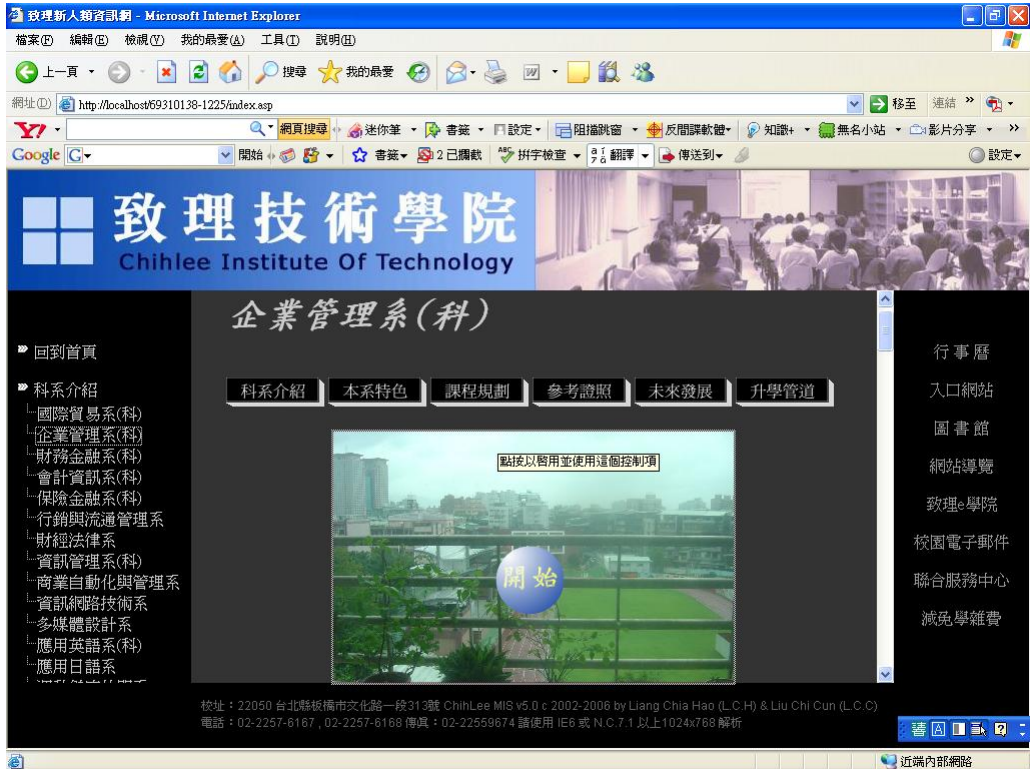 致理新人類資訊網 - Microsoft Internet Explorer
檔案(F) 編輯(E) 檢視(V) 我的最愛(A) 工具(T) 說明(H)
上一頁 搜尋 我的最愛
網址(D) http://localhost/69310138-1225/index.asp 移至 連結 »
Y7 網頁搜尋 迷你筆 書籤 設定 阻擋跳窗 反間諜軟體 知識+ 無名小站 影片分享 »
Google G 開始 書籤 2 已攔截 拼字檢查 翻譯 傳送到 設定
致理技術學院
Chihlee Institute Of Technology
企業管理系(科)
科系介紹 本系特色 課程規劃 參考證照 未來發展 升學管道
點按以啓用並使用這個控制項
開始
回到首頁
科系介紹
國際貿易系(科)
企業管理系(科)
財務金融系(科)
會計資訊系(科)
保險金融系(科)
行銷與流通管理系
財經法律系
資訊管理系(科)
商業自動化與管理系
資訊網路技術系
多媒體設計系
應用英語系(科)
應用日語系
行事曆
入口網站
圖書館
網站導覽
致理e學院
校園電子郵件
聯合服務中心
減免學雜費
校址：22050 台北縣板橋市文化路一段313號 ChihLee MIS v5.0 c 2002-2006 by Liang Chia Hao (L.C.H) & Liu Chi Cun (L.C.C)
電話：02-2257-6167 , 02-2257-6168 傳真：02-22559674 請使用 IE6 或 N.C.7.1 以上1024x768 解析
近端內部網路